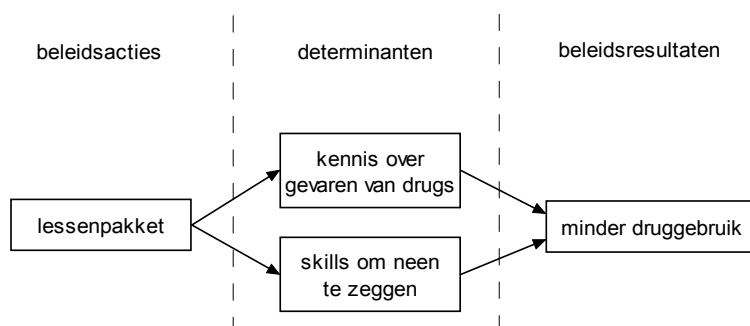 beleidsacties
determinanten
beleidsresultaten
kennis over
gevaren van drugs
lessenpakket
minder druggebruik
skills om neen
te zeggen